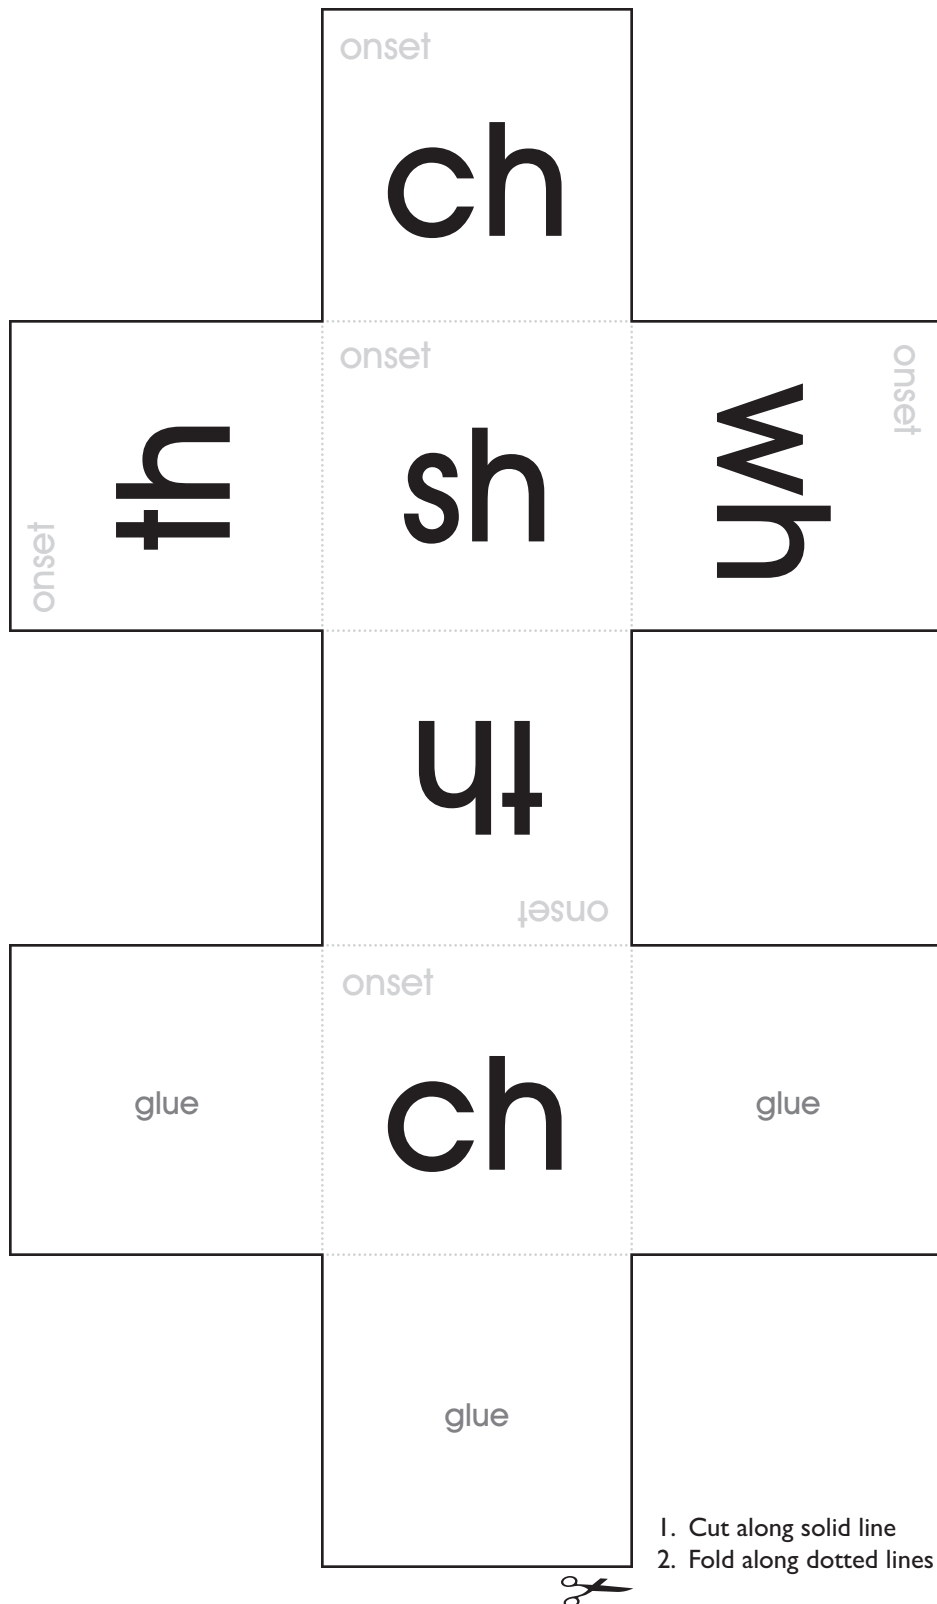 onset
ch
onset
th
onset
sh
onset
wh
th
onset
onset
ch
glue
glue
glue
1. Cut along solid line
2. Fold along dotted lines